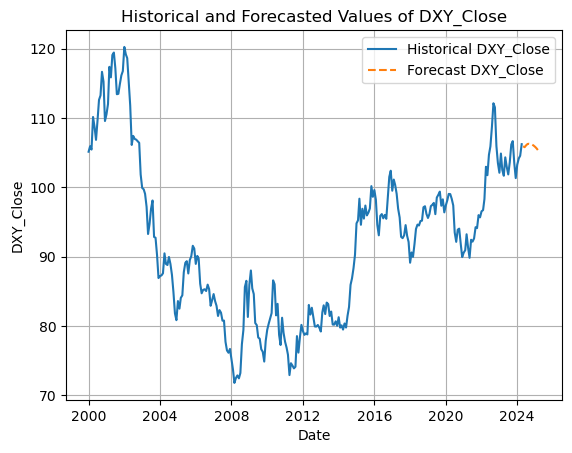 Historical and Forecasted Values of DXY_Close
Historical DXY_Close
Forecast DXY_Close
DXY_Close
120
110
100
90
80
70
2000 2004 2008 2012 2016 2020 2024
Date